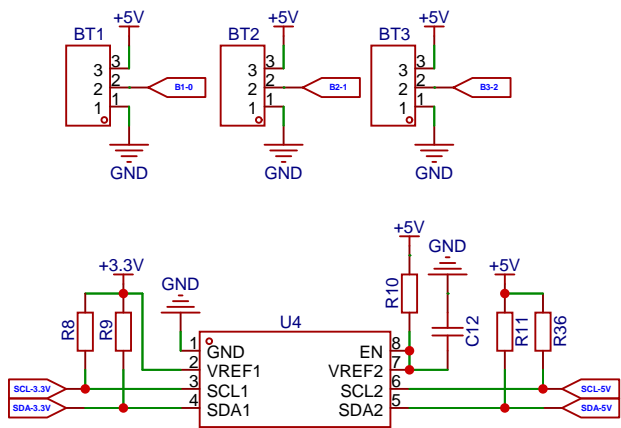 +5V +5V +5V
BT1 BT2 BT3
3 3 3 3 3 3
2 2 B1-0 2 2 B2-1 2 2 B3-2
1 1 1 1 1 1
GND GND GND
+5V
GND
+3.3V GND +5V
R8 R9 R10 C12 R11 R36
U4
1 GND EN 8
2 VREF1 VREF2 7
SCL-3.3V 3 SCL1 SCL2 6 SCL-5V
SDA-3.3V 4 SDA1 SDA2 5 SDA-5V